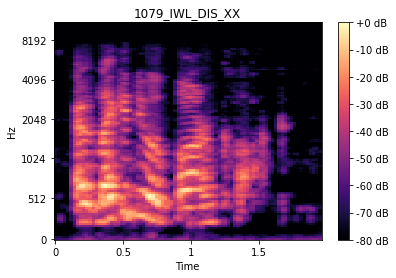 1079_IWL_DIS_XX
+0 dB
8192
-10 dB
4096
-20 dB
-30 dB
2048
Hz
-40 dB
1024
-50 dB
512
-60 dB
-70 dB
0
-80 dB
0
0.5
1
1.5
Time